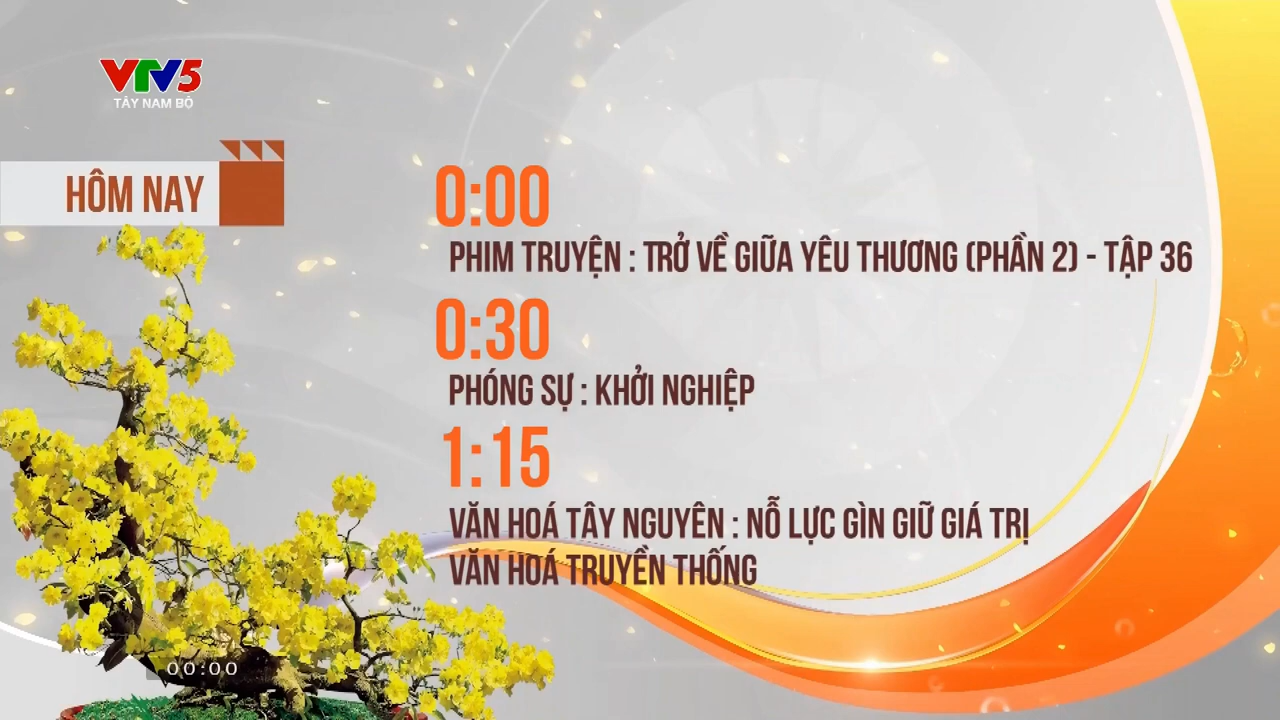 VTV5
TÂY NAM BỘ
HÔM NAY
0:00
PHIM TRUYỆN : TRỞ VỀ GIỮA YÊU THƯƠNG (PHẦN 2) - TẬP 36
0:30
PHÓNG SỰ : KHỞI NGHIỆP
1:15
VĂN HOÁ TÂY NGUYÊN : NỖ LỰC GÌN GIỮ GIÁ TRỊ
VĂN HOÁ TRUYỀN THỐNG
00:00